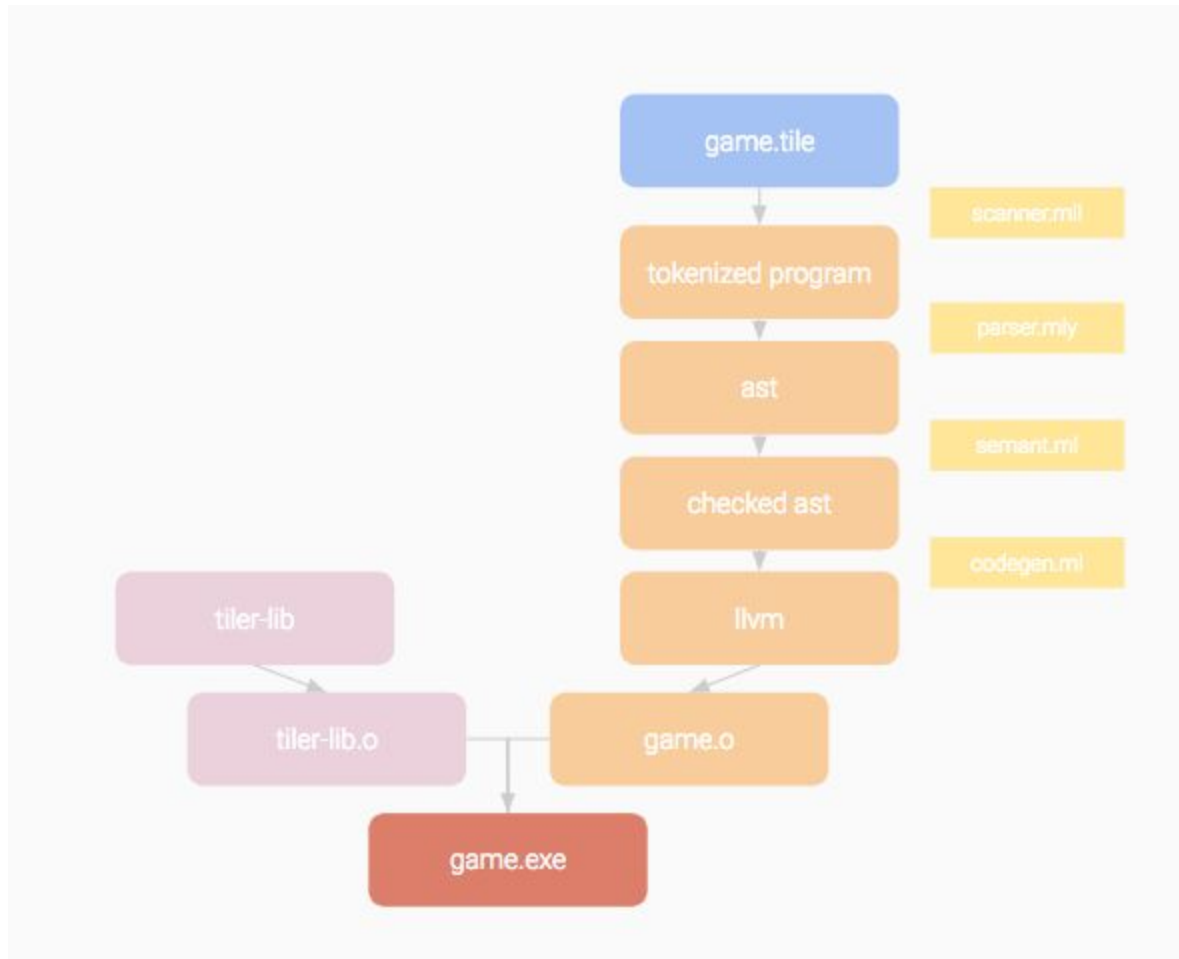 game.tile
scanner.mll
tokenized program
parser.mly
ast
semant.ml
checked ast
codegen.ml
tiler-lib
llvm
tiler-lib.o
game.o
game.exe